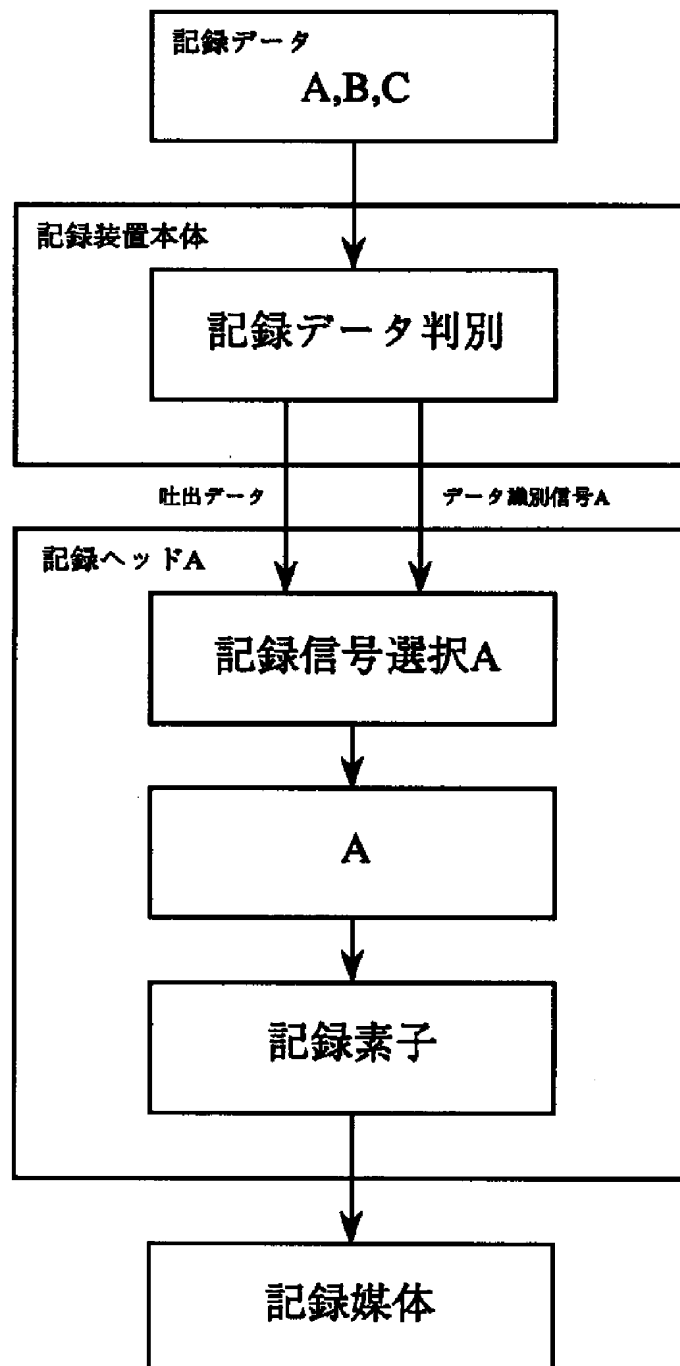 記録データ
A,B,C
記録装置本体
記録データ判別
吐出データ
データ識別信号A
記録ヘッドA
記録信号選択A
A
記録素子
記録媒体